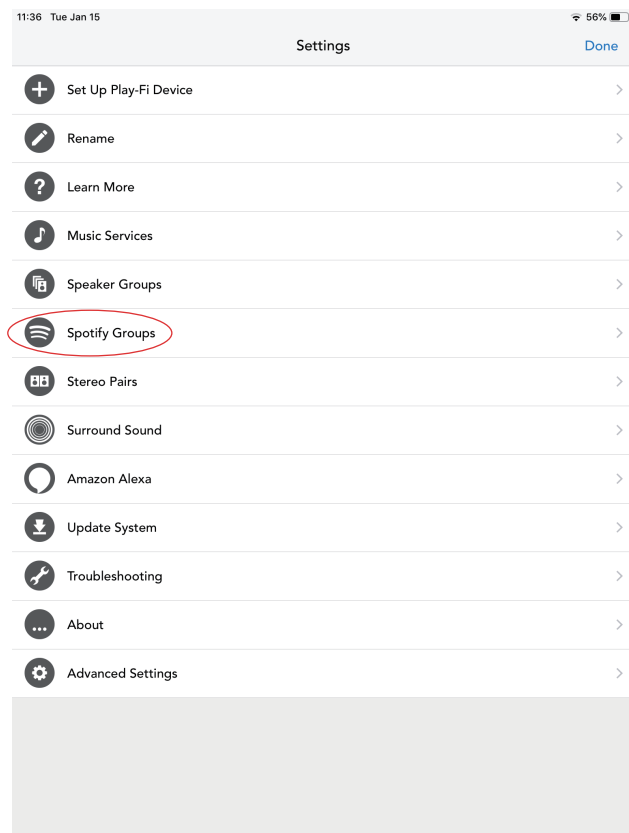 11:36 Tue Jan 15 56%
Settings Done
Set Up Play-Fi Device
Rename
Learn More
Music Services
Speaker Groups
Spotify Groups
Stereo Pairs
Surround Sound
Amazon Alexa
Update System
Troubleshooting
About
Advanced Settings